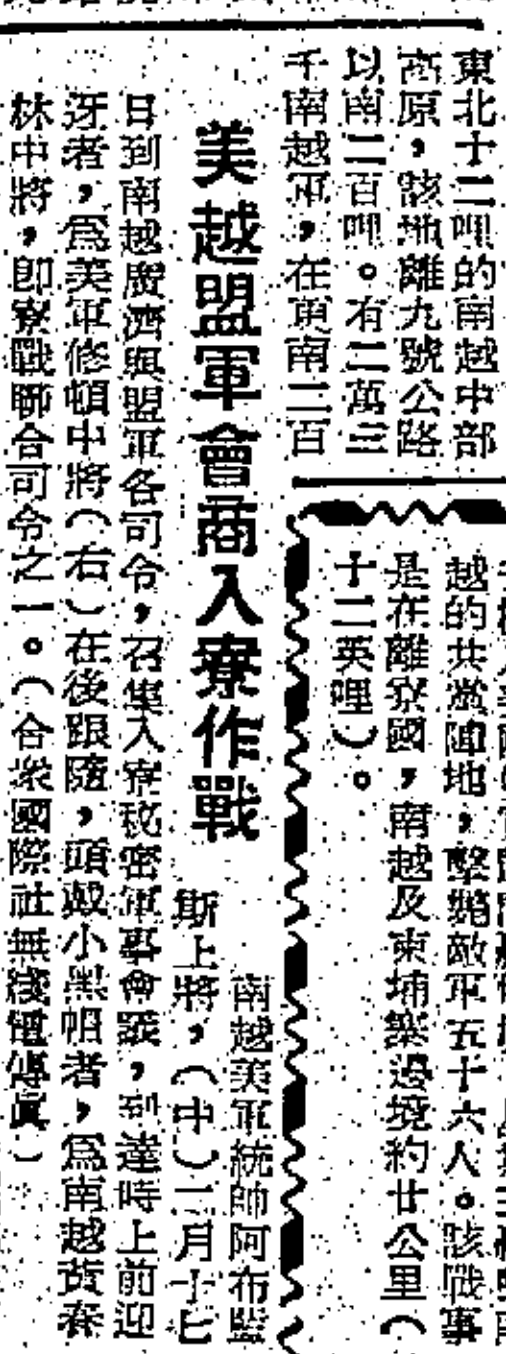 東北十二哩的南越中部
高原，該地離九號公路
以南二百哩。有二萬三
千南越軍，在東南二百
越的共黨陣地，擊斃敵軍五十六人。該戰事
是在離寮國，南越及柬埔寨邊境約廿公里（
十二英哩）。
美越盟軍會商入寮作戰
南越美軍統帥阿布藍
斯上將，（中）二月十七
日到南越廣濟與盟軍各司令，召集入寮秘密軍事會議，到達時上前迎
迓者，爲美軍修頓中將（右）在後跟隨，頭戴小黑帽者，爲南越黃春
林中將，即寮戰聯合司令之一。（合衆國際社無綫電傳眞）